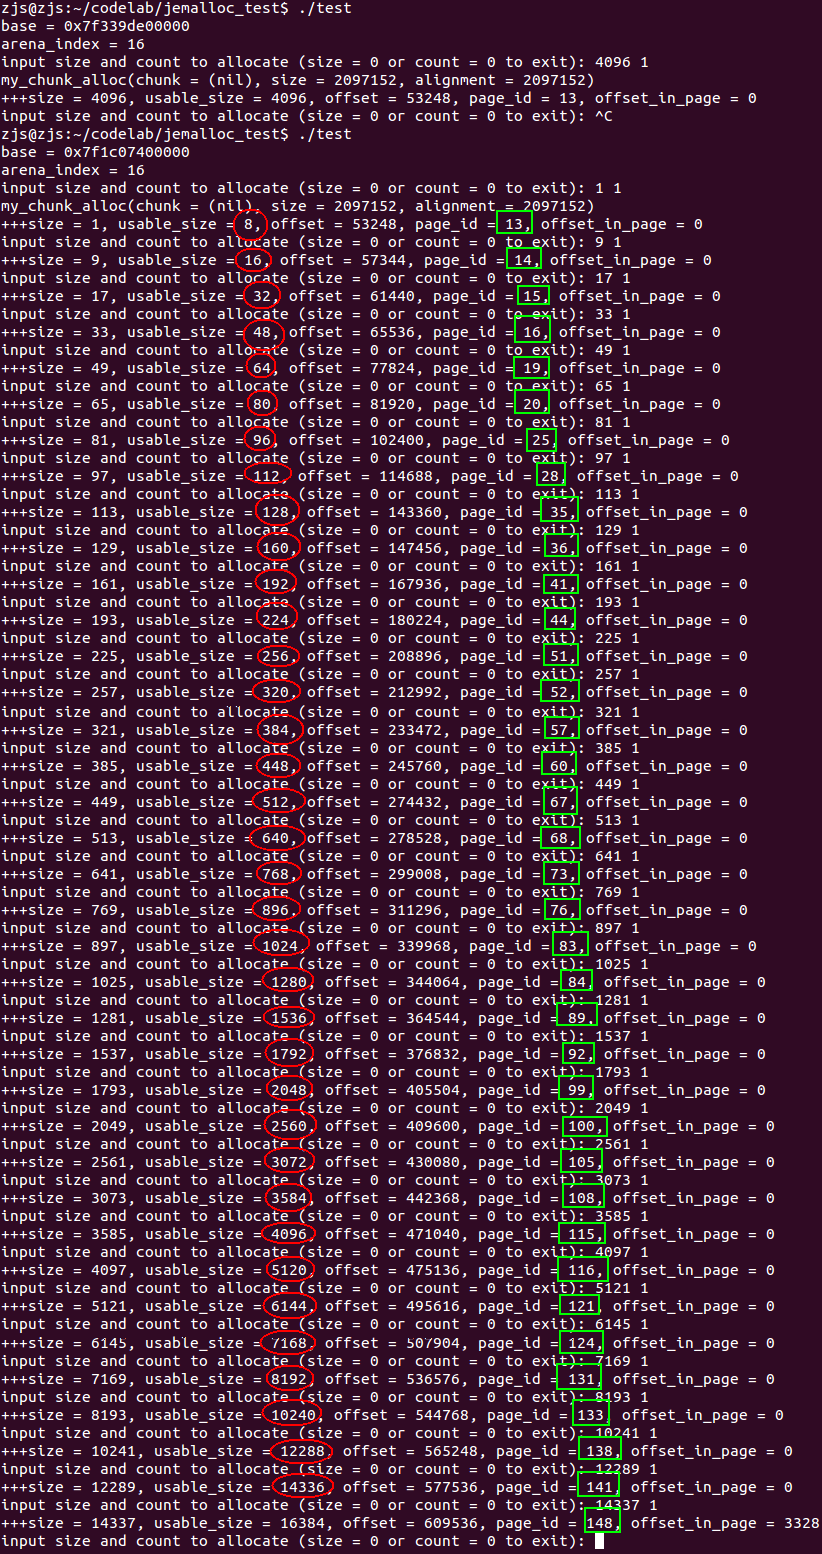 zjs@zjs:~/codelab/jemalloc_test$ ./test
base = 0x7f339de00000
arena_index = 16
input size and count to allocate (size = 0 or count = 0 to exit): 4096 1
my_chunk_alloc(chunk = (nil), size = 2097152, alignment = 2097152)
+++size = 4096, usable_size = 4096, offset = 53248, page_id = 13, offset_in_page = 0
input size and count to allocate (size = 0 or count = 0 to exit): ^C
zjs@zjs:~/codelab/jemalloc_test$ ./test
base = 0x7f1c07400000
arena_index = 16
input size and count to allocate (size = 0 or count = 0 to exit): 1 1
my_chunk_alloc(chunk = (nil), size = 2097152, alignment = 2097152)
+++size = 1, usable_size = 8, offset = 53248, page_id = 13, offset_in_page = 0
input size and count to allocate (size = 0 or count = 0 to exit): 9 1
+++size = 9, usable_size = 16, offset = 57344, page_id = 14, offset_in_page = 0
input size and count to allocate (size = 0 or count = 0 to exit): 17 1
+++size = 17, usable_size = 32, offset = 61440, page_id = 15, offset_in_page = 0
input size and count to allocate (size = 0 or count = 0 to exit): 33 1
+++size = 33, usable_size = 48, offset = 65536, page_id = 16, offset_in_page = 0
input size and count to allocate (size = 0 or count = 0 to exit): 49 1
+++size = 49, usable_size = 64, offset = 77824, page_id = 19, offset_in_page = 0
input size and count to allocate (size = 0 or count = 0 to exit): 65 1
+++size = 65, usable_size = 80, offset = 81920, page_id = 20, offset_in_page = 0
input size and count to allocate (size = 0 or count = 0 to exit): 81 1
+++size = 81, usable_size = 96, offset = 102400, page_id = 25, offset_in_page = 0
input size and count to allocate (size = 0 or count = 0 to exit): 97 1
+++size = 97, usable_size = 112, offset = 114688, page_id = 28, offset_in_page = 0
input size and count to allocate (size = 0 or count = 0 to exit): 113 1
+++size = 113, usable_size = 128, offset = 143360, page_id = 35, offset_in_page = 0
input size and count to allocate (size = 0 or count = 0 to exit): 129 1
+++size = 129, usable_size = 160, offset = 147456, page_id = 36, offset_in_page = 0
input size and count to allocate (size = 0 or count = 0 to exit): 161 1
+++size = 161, usable_size = 192, offset = 167936, page_id = 41, offset_in_page = 0
input size and count to allocate (size = 0 or count = 0 to exit): 193 1
+++size = 193, usable_size = 224, offset = 180224, page_id = 44, offset_in_page = 0
input size and count to allocate (size = 0 or count = 0 to exit): 225 1
+++size = 225, usable_size = 256, offset = 208896, page_id = 51, offset_in_page = 0
input size and count to allocate (size = 0 or count = 0 to exit): 257 1
+++size = 257, usable_size = 320, offset = 212992, page_id = 52, offset_in_page = 0
input size and count to allocate (size = 0 or count = 0 to exit): 321 1
+++size = 321, usable_size = 384, offset = 233472, page_id = 57, offset_in_page = 0
input size and count to allocate (size = 0 or count = 0 to exit): 385 1
+++size = 385, usable_size = 448, offset = 245760, page_id = 60, offset_in_page = 0
input size and count to allocate (size = 0 or count = 0 to exit): 449 1
+++size = 449, usable_size = 512, offset = 274432, page_id = 67, offset_in_page = 0
input size and count to allocate (size = 0 or count = 0 to exit): 513 1
+++size = 513, usable_size = 640, offset = 278528, page_id = 68, offset_in_page = 0
input size and count to allocate (size = 0 or count = 0 to exit): 641 1
+++size = 641, usable_size = 768, offset = 299008, page_id = 73, offset_in_page = 0
input size and count to allocate (size = 0 or count = 0 to exit): 769 1
+++size = 769, usable_size = 896, offset = 311296, page_id = 76, offset_in_page = 0
input size and count to allocate (size = 0 or count = 0 to exit): 897 1
+++size = 897, usable_size = 1024, offset = 339968, page_id = 83, offset_in_page = 0
input size and count to allocate (size = 0 or count = 0 to exit): 1025 1
+++size = 1025, usable_size = 1280, offset = 344064, page_id = 84, offset_in_page = 0
input size and count to allocate (size = 0 or count = 0 to exit): 1281 1
+++size = 1281, usable_size = 1536, offset = 364544, page_id = 89, offset_in_page = 0
input size and count to allocate (size = 0 or count = 0 to exit): 1537 1
+++size = 1537, usable_size = 1792, offset = 376832, page_id = 92, offset_in_page = 0
input size and count to allocate (size = 0 or count = 0 to exit): 1793 1
+++size = 1793, usable_size = 2048, offset = 405504, page_id = 99, offset_in_page = 0
input size and count to allocate (size = 0 or count = 0 to exit): 2049 1
+++size = 2049, usable_size = 2560, offset = 409600, page_id = 100, offset_in_page = 0
input size and count to allocate (size = 0 or count = 0 to exit): 2561 1
+++size = 2561, usable_size = 3072, offset = 430080, page_id = 105, offset_in_page = 0
input size and count to allocate (size = 0 or count = 0 to exit): 3073 1
+++size = 3073, usable_size = 3584, offset = 442368, page_id = 108, offset_in_page = 0
input size and count to allocate (size = 0 or count = 0 to exit): 3585 1
+++size = 3585, usable_size = 4096, offset = 471040, page_id = 115, offset_in_page = 0
input size and count to allocate (size = 0 or count = 0 to exit): 4097 1
+++size = 4097, usable_size = 5120, offset = 475136, page_id = 116, offset_in_page = 0
input size and count to allocate (size = 0 or count = 0 to exit): 5121 1
+++size = 5121, usable_size = 6144, offset = 495616, page_id = 121, offset_in_page = 0
input size and count to allocate (size = 0 or count = 0 to exit): 6145 1
+++size = 6145, usable_size = 7168, offset = 507904, page_id = 124, offset_in_page = 0
input size and count to allocate (size = 0 or count = 0 to exit): 7169 1
+++size = 7169, usable_size = 8192, offset = 536576, page_id = 131, offset_in_page = 0
input size and count to allocate (size = 0 or count = 0 to exit): 8193 1
+++size = 8193, usable_size = 10240, offset = 544768, page_id = 133, offset_in_page = 0
input size and count to allocate (size = 0 or count = 0 to exit): 10241 1
+++size = 10241, usable_size = 12288, offset = 565248, page_id = 138, offset_in_page = 0
input size and count to allocate (size = 0 or count = 0 to exit): 12289 1
+++size = 12289, usable_size = 14336, offset = 577536, page_id = 141, offset_in_page = 0
input size and count to allocate (size = 0 or count = 0 to exit): 14337 1
+++size = 14337, usable_size = 16384, offset = 609536, page_id = 148, offset_in_page = 3328
input size and count to allocate (size = 0 or count = 0 to exit):